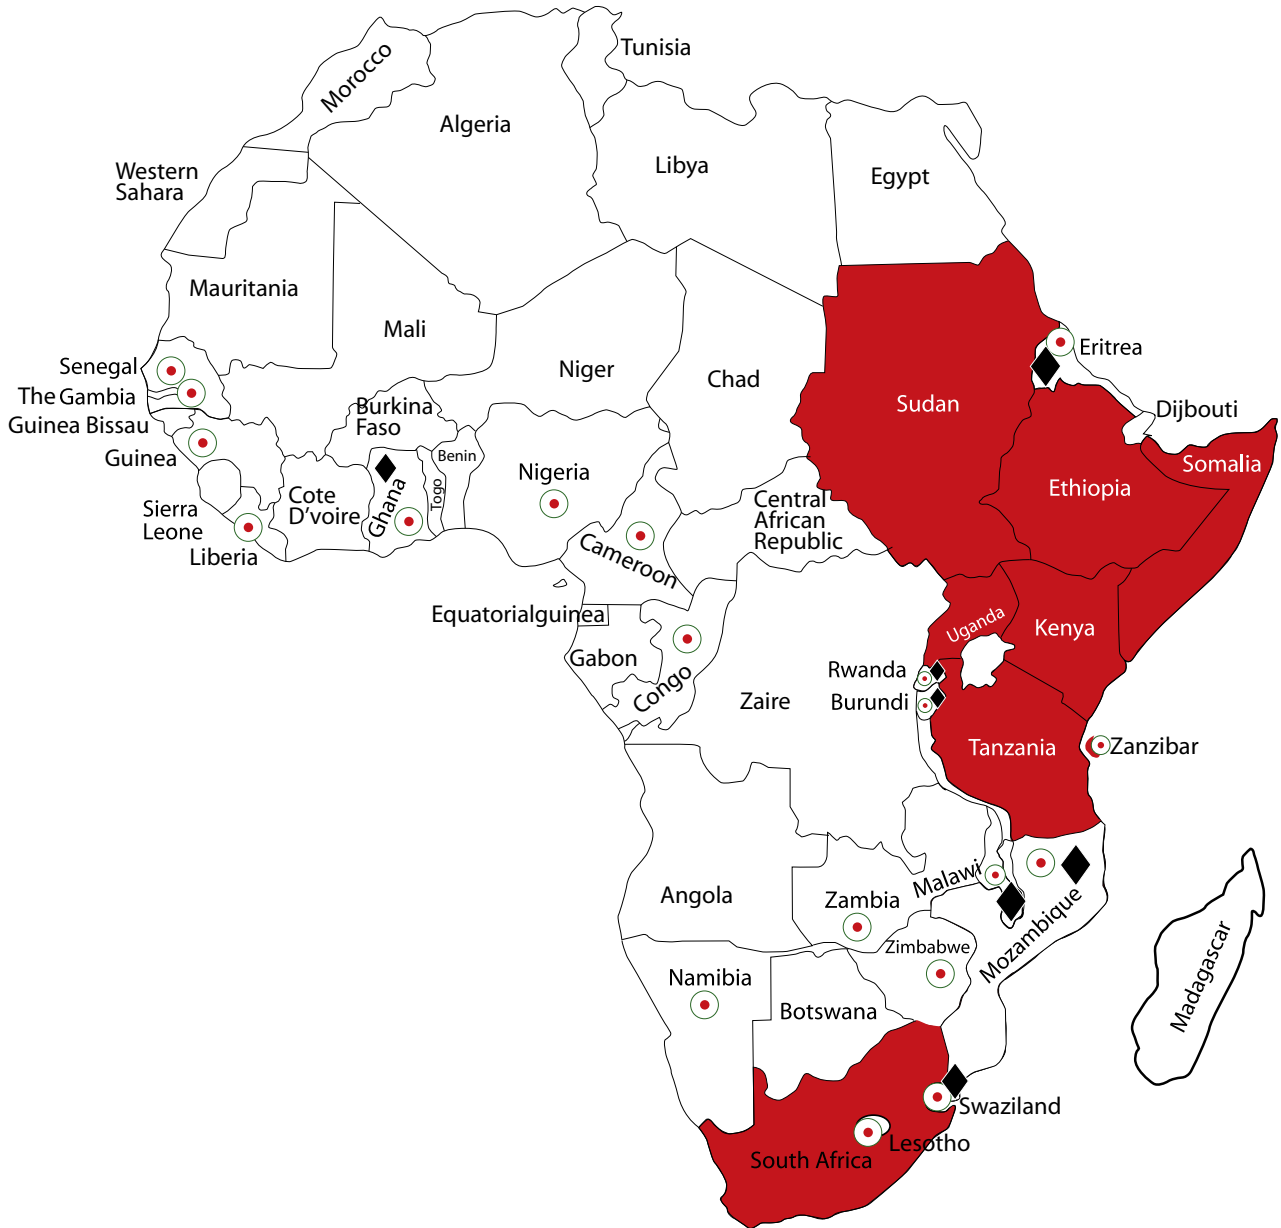 Tunisia
Morocco
Algeria
Libya
Egypt
Western
Sahara
Mauritania
Mali
Niger
Chad
Sudan
Eritrea
Senegal
The Gambia
Guinea Bissau
Guinea
Sierra
Leone
Liberia
Cote
D'voire
Burkina
Faso
Ghana
Togo
Benin
Nigeria
Cameroon
Central
African
Republic
Dijbouti
Somalia
Ethiopia
Equatorialguinea
Gabon
Congo
Zaire
Uganda
Kenya
Rwanda
Burundi
Tanzania
Zanzibar
Angola
Zambia
Malawi
Mozambique
Zimbabwe
Namibia
Botswana
Madagascar
Swaziland
Lesotho
South Africa